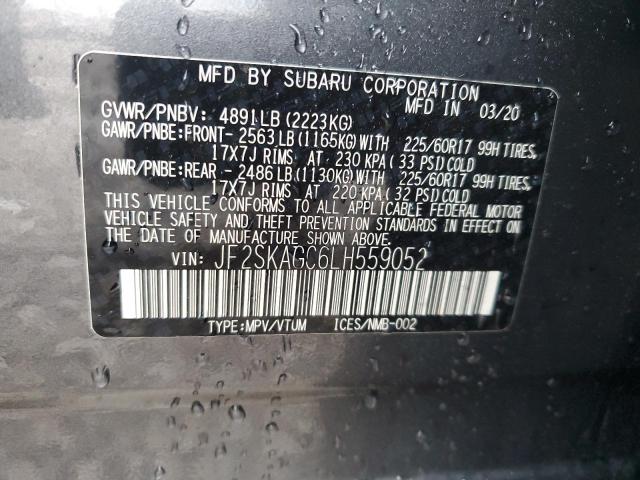 MFD BY SUBARU CORPORATION
MFD IN 03/20
GVWR/PNBV: 4891LB (2223KG)
GAWR/PNBE:FRONT- 2563 LB (1165KG)WITH 225/60R17 99H TIRES,
17X7J RIMS AT 230 KPA ( 33 PSI) COLD
GAWR/PNBE:REAR - 2486 LB(1130KG)WITH 225/60R17 99H TIRES,
17X7J RIMS AT 220 KPA ( 32 PSI) COLD
THIS VEHICLE CONFORMS TO ALL APPLICABLE FEDERAL MOTOR
VEHICLE SAFETY AND THEFT PREVENTION STANDARDS IN EFFECT ON
THE DATE OF MANUFACTURE SHOWN ABOVE.
VIN: JF2SKAGC6LH559052
TYPE:MPV/VTUM ICES/NMB-002